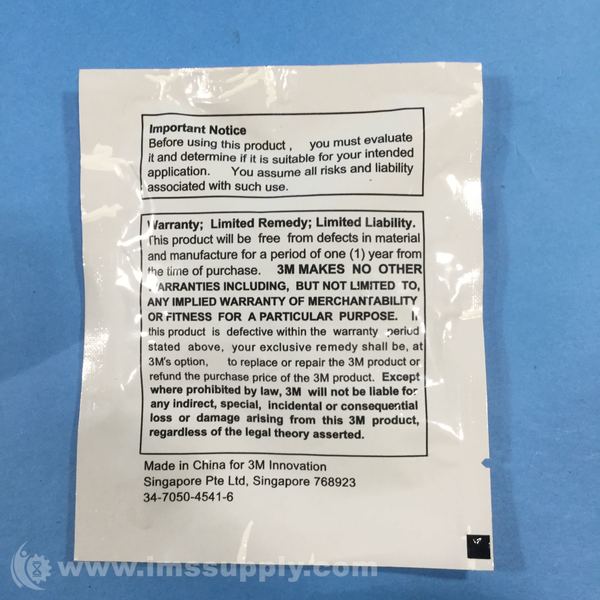 Important Notice
Before using this product , you must evaluate
it and determine if it is suitable for your intended
application. You assume all risks and liability
associated with such use.
Warranty; Limited Remedy; Limited Liability.
This product will be free from defects in material
and manufacture for a period of one (1) year from
the time of purchase. 3M MAKES NO OTHER
WARRANTIES INCLUDING, BUT NOT LIMITED TO,
ANY IMPLIED WARRANTY OF MERCHANTABILITY
OR FITNESS FOR A PARTICULAR PURPOSE. If
this product is defective within the warranty period
stated above, your exclusive remedy shall be, at
3M's option, to replace or repair the 3M product or
refund the purchase price of the 3M product. Except
where prohibited by law, 3M will not be liable for
any indirect, special, incidental or consequential
loss or damage arising from this 3M product,
regardless of the legal theory asserted.
Made in China for 3M Innovation
Singapore Pte Ltd, Singapore 768923
34-7050-4541-6
www.imssupply.com